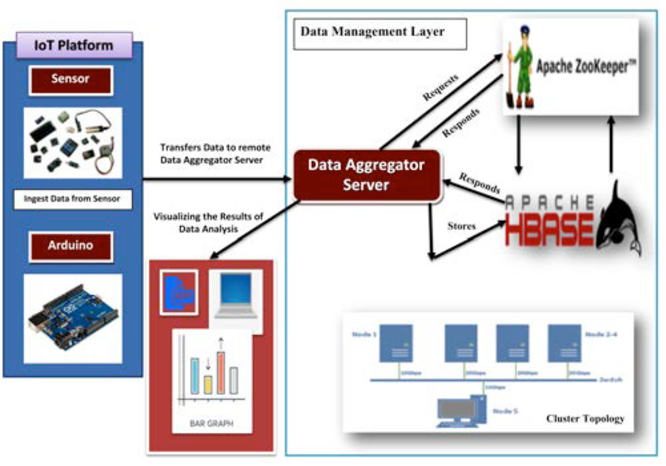 IoT Platform
Sensor
Ingest Data from Sensor
Arduino
Transfers Data to remote
Data Aggregator Server
Visualizing the Results of
Data Analysis
BAR GRAPH
Data Management Layer
Requests
Responds
Apache ZooKeeper™
Data Aggregator
Server
Responds
Stores
APACHE
HBASE
Node 1
Node 2-4
Switch
Node 5
Cluster Topology